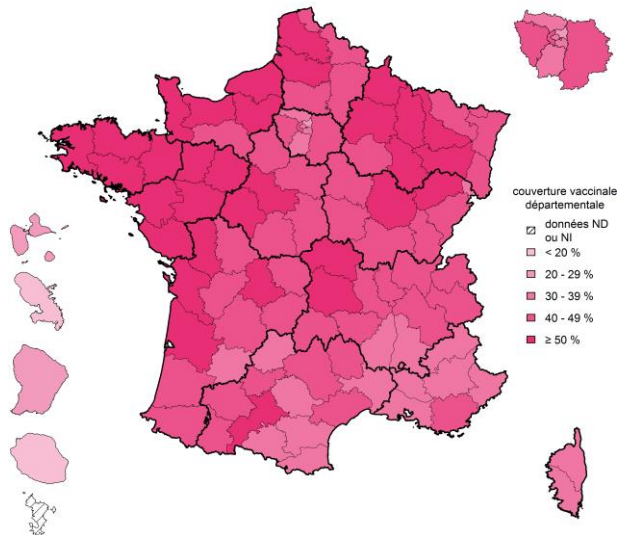 couverture vaccinale
départementale
données ND
ou NI
< 20 %
20 - 29 %
30 - 39 %
40 - 49 %
≥ 50 %